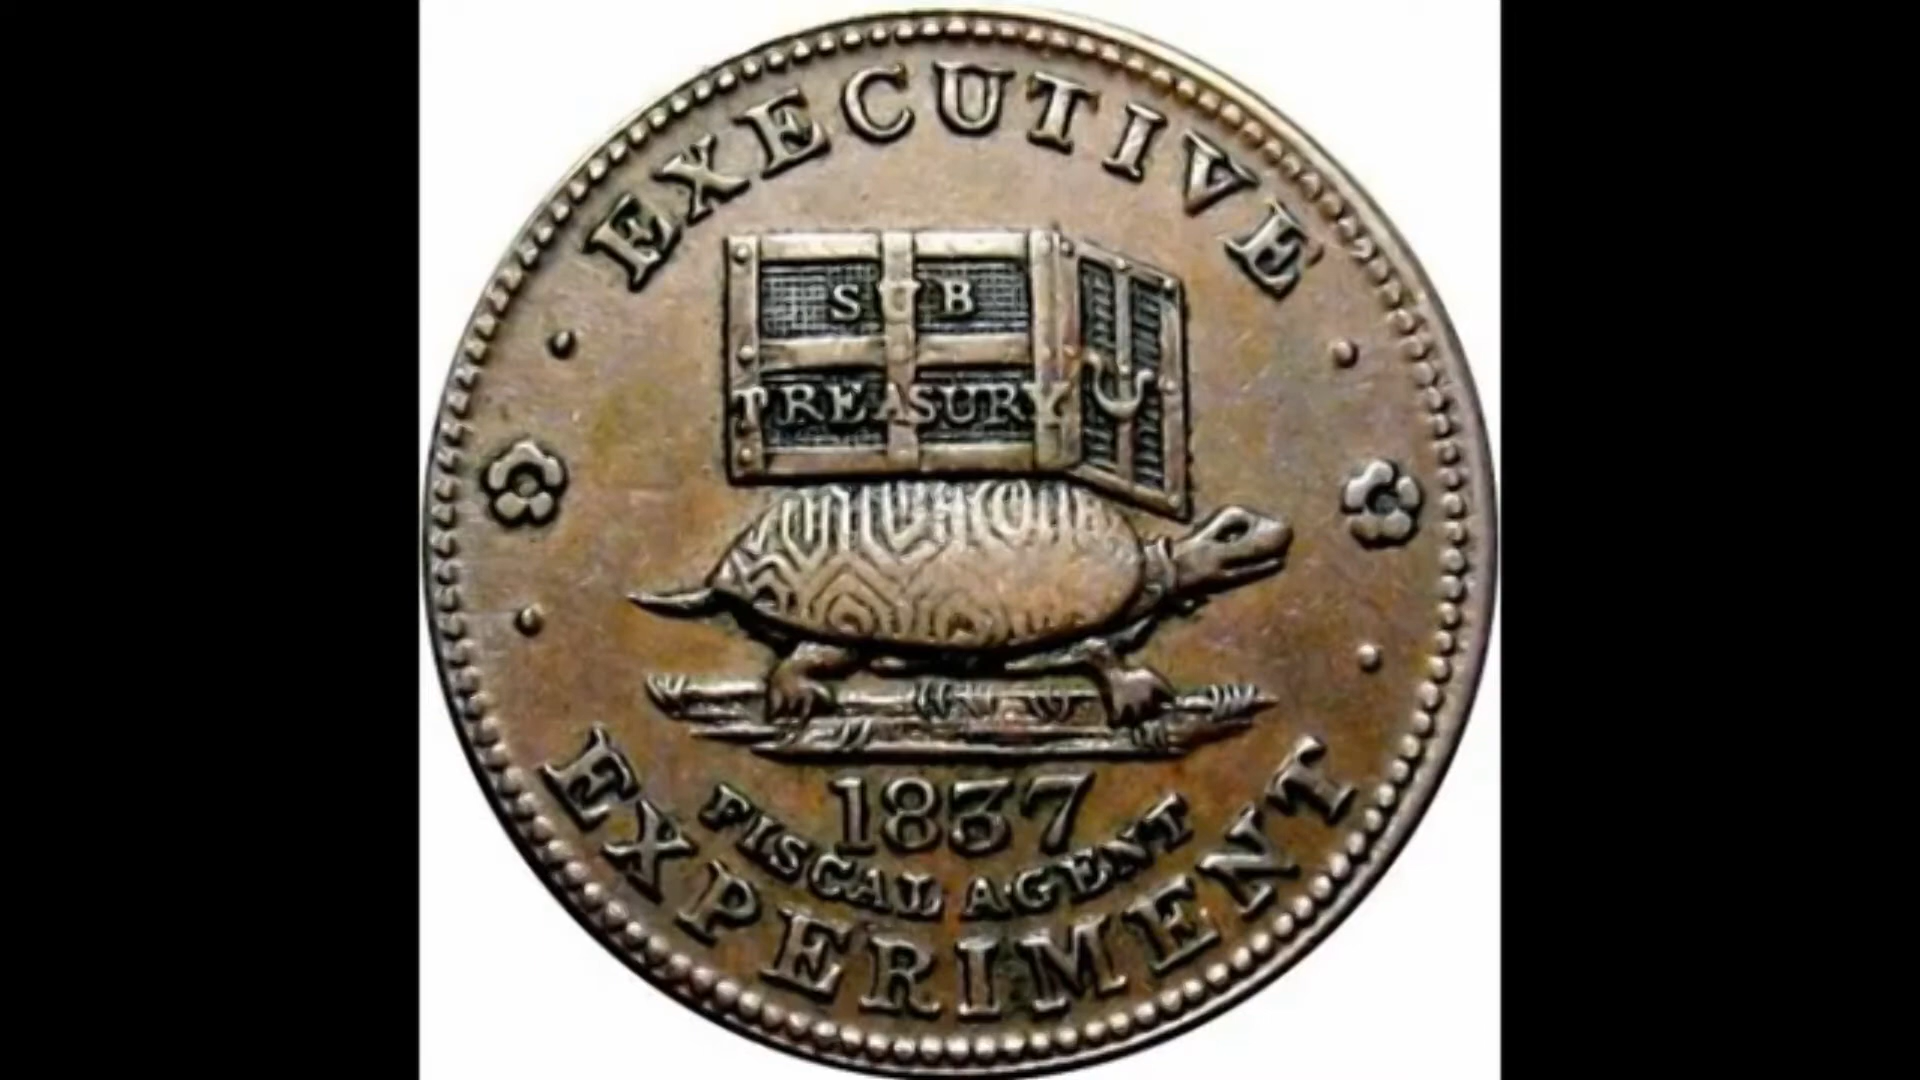 EXECUTIVE
SUB
TREASURY
1837
FISCAL AGENT
EXPERIMENT